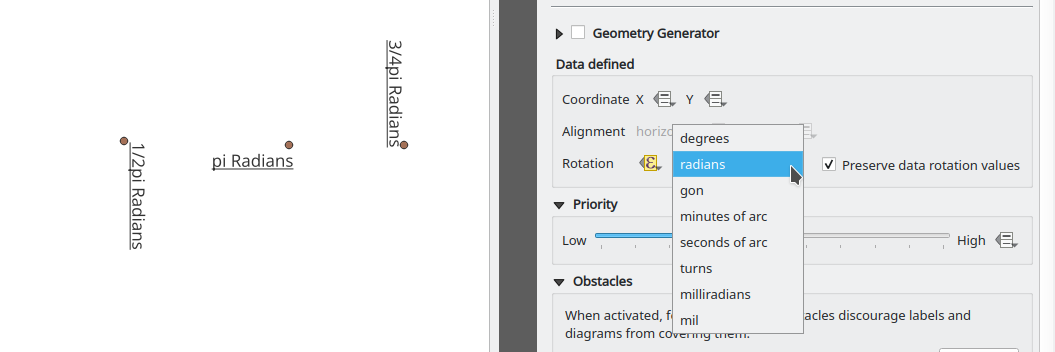 3/4pi Radians
1/2pi Radians
pi Radians
Geometry Generator
Data defined
Coordinate X Y
Alignment horizo
Rotation ε Preserve data rotation values
degrees
radians
gon
minutes of arc
seconds of arc
turns
milliradians
mil
Priority
Low High
Obstacles
When activated, fe acles discourage labels and
diagrams from covering them.